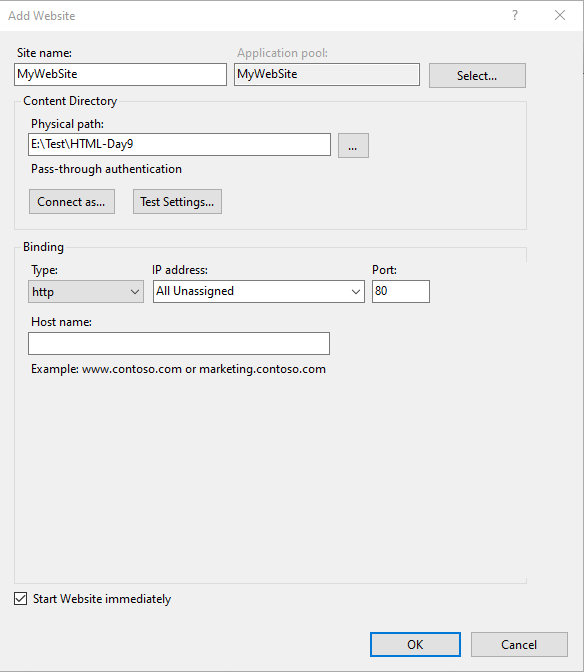 Add Website
?
Site name:
Application pool:
MyWebSite
MyWebSite
Select...
Content Directory
Physical path:
E:\Test\HTML-Day9
...
Pass-through authentication
Connect as...
Test Settings...
Binding
Type:
IP address:
Port:
http
All Unassigned
80
Host name:
Example: www.contoso.com or marketing.contoso.com
Start Website immediately
OK
Cancel